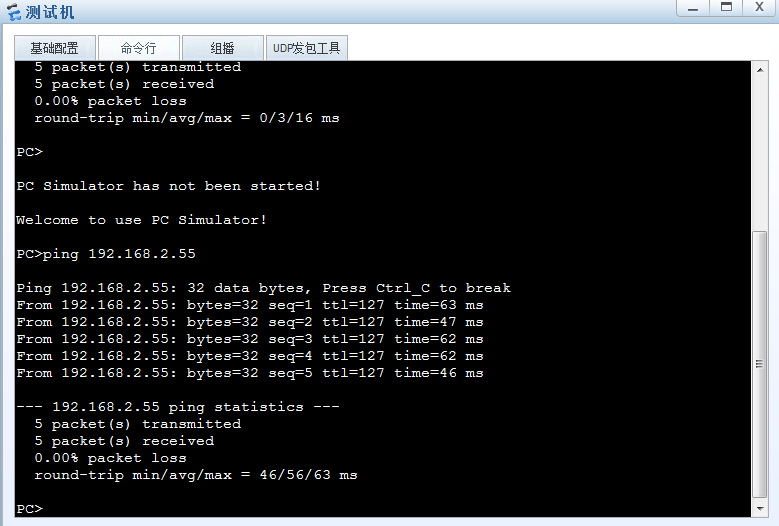 测试机
基础配置 命令行 组播 UDP发包工具
5 packet(s) transmitted
5 packet(s) received
0.00% packet loss
round-trip min/avg/max = 0/3/16 ms
PC>
PC Simulator has not been started!
Welcome to use PC Simulator!
PC>ping 192.168.2.55
Ping 192.168.2.55: 32 data bytes, Press Ctrl_C to break
From 192.168.2.55: bytes=32 seq=1 ttl=127 time=63 ms
From 192.168.2.55: bytes=32 seq=2 ttl=127 time=47 ms
From 192.168.2.55: bytes=32 seq=3 ttl=127 time=62 ms
From 192.168.2.55: bytes=32 seq=4 ttl=127 time=62 ms
From 192.168.2.55: bytes=32 seq=5 ttl=127 time=46 ms
--- 192.168.2.55 ping statistics ---
5 packet(s) transmitted
5 packet(s) received
0.00% packet loss
round-trip min/avg/max = 46/56/63 ms
PC>